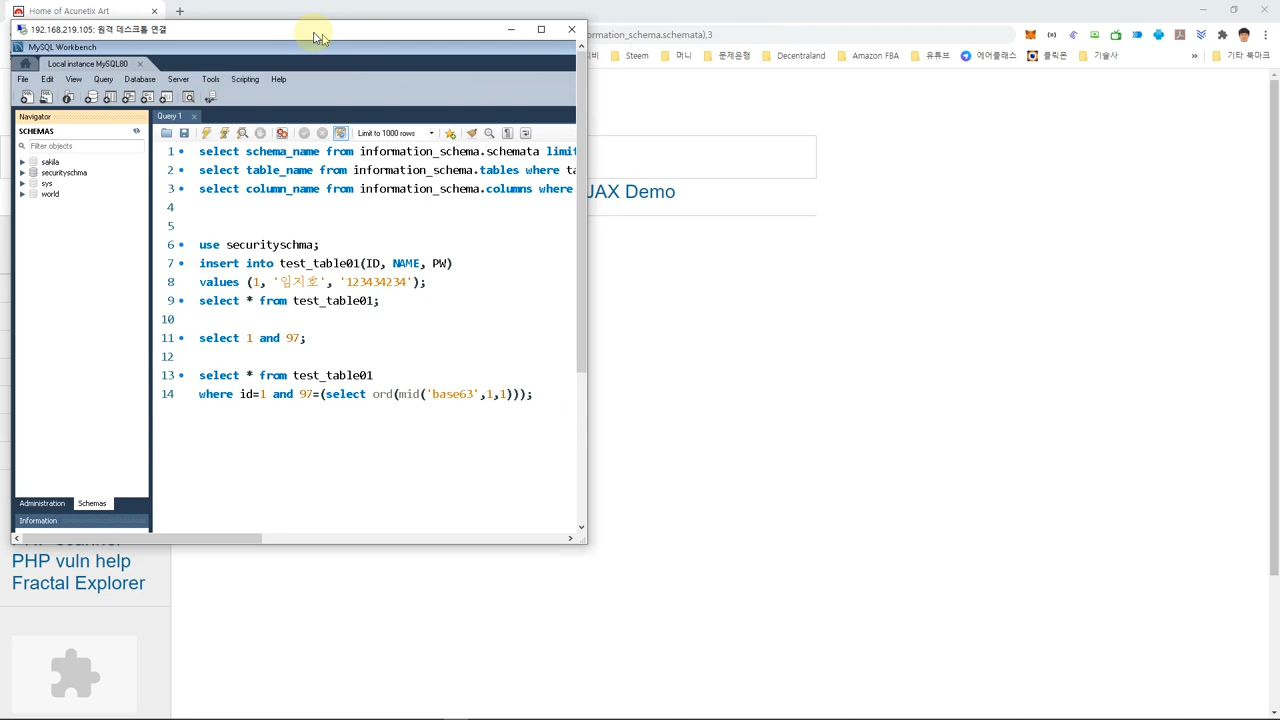 Home of Acunetix Art
192.168.219.105: 원격 데스크톱 연결
ormation_schema.schemata),3
MySQL Workbench
Steem 머니 문제은행 Decentraland Amazon FBA 유튜브 에어플래스 콜릭몬 기술사 » 기타 북마크
Local instance MySQL80
File Edit View Query Database Server Tools Scripting Help
Navigator
Query 1
SCHEMAS
Limit to 1000 rows
Filter objects
sakila
securityschma
sys
world
1 select schema_name from information_schema.schemata limi
2 select table_name from information_schema.tables where ta
3 select column_name from information_schema.columns where
4
5
6 use securityschma;
7 insert into test_table01(ID, NAME, PW)
8 values (1, '임지호', '123434234');
9 select * from test_table01;
10
11 select 1 and 97;
12
13 select * from test_table01
14 where id=1 and 97=(select ord(mid('base63',1,1)));
JAX Demo
Administration Schemas
Information
PHP vuln help
Fractal Explorer